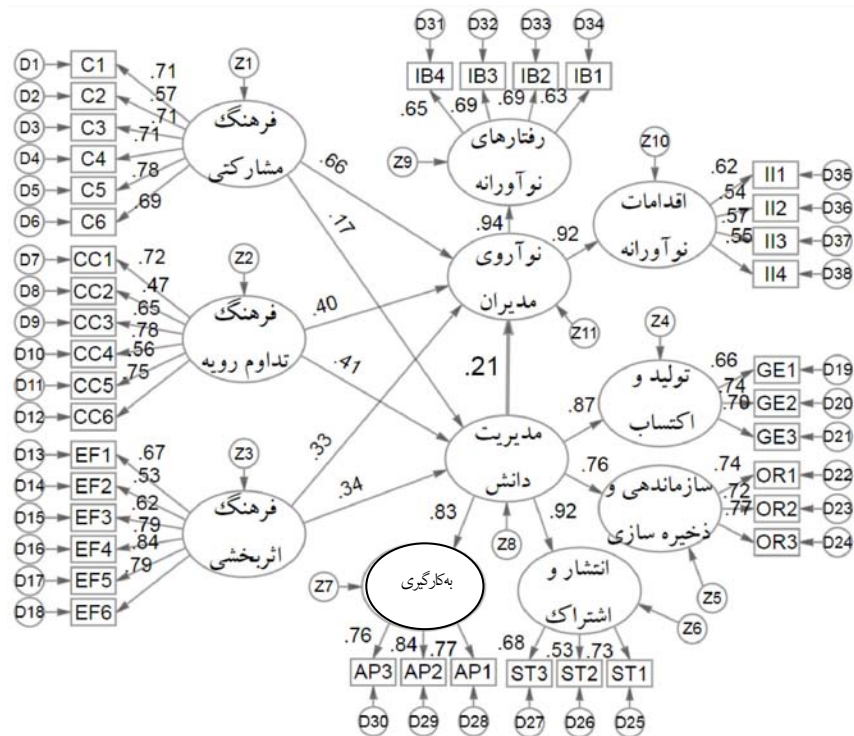 D31 D32 D33 D34
IB4 IB3 IB2 IB1
.65 .69 .69 .63
Z9
رفتارهای
نوآورانه
Z10
اقدامات
نوآورانه
.62 .54 .57 .55
II1 D35
II2 D36
II3 D37
II4 D38
D1 C1
D2 C2
D3 C3
D4 C4
D5 C5
D6 C6
.71
.57
.71
.71
.78
.69
Z1
فرهنگ
مشارکتی
.66
.17
.94
.92
نوآروی
مدیران
Z11
D7 CC1
D8 CC2
D9 CC3
D10 CC4
D11 CC5
D12 CC6
.72
.47
.65
.78
.56
.75
Z2
فرهنگ
تداوم رویه
.40
.41
.21
Z4
تولید و
اکتساب
.66
.74
.70
GE1 D19
GE2 D20
GE3 D21
.87
مدیریت
دانش
Z8
D13 EF1
D14 EF2
D15 EF3
D16 EF4
D17 EF5
D18 EF6
.67
.53
.62
.79
.84
.79
Z3
فرهنگ
اثربخشی
.33
.34
.76
سازماندهی و
ذخیره سازی
.74
.72
.77
OR1 D22
OR2 D23
OR3 D24
Z5
.83
.92
Z7
به‌کارگیری
انتشار و
اشتراک
Z6
.76 .84 .77
AP3 AP2 AP1
D30 D29 D28
.68 .53 .73
ST3 ST2 ST1
D27 D26 D25